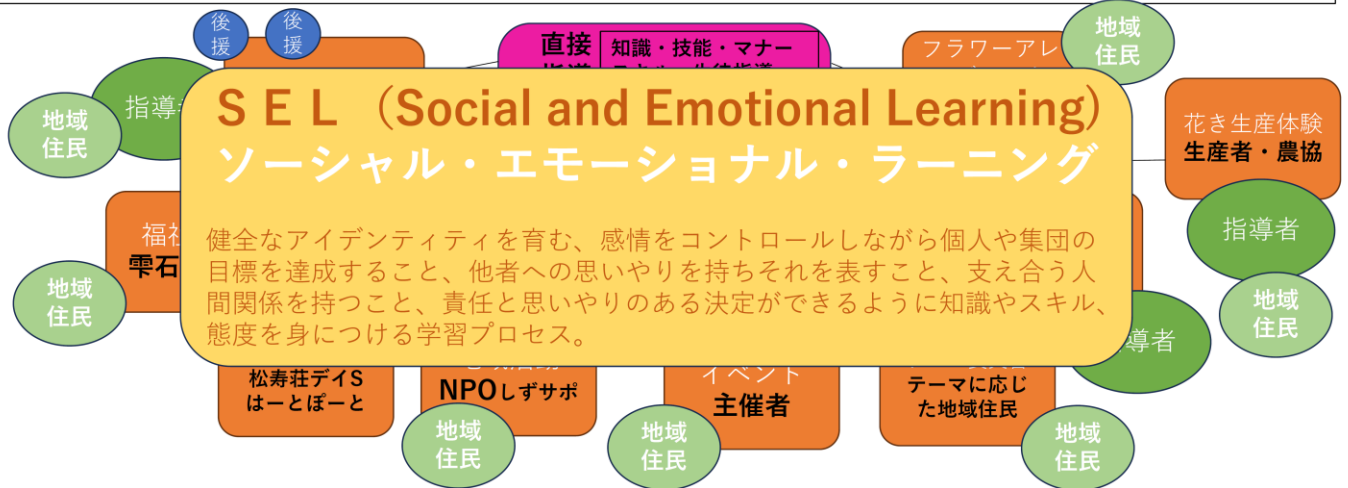 後
援
後
援
直接
知識・技能・マナー
フラワーアレ
地域
住民
指導
地域
住民
花き生産体験
生産者・農協
指導者
地域
住民
ＳＥＬ （Social and Emotional Learning)
ソーシャル・エモーショナル・ラーニング
健全なアイデンティティを育む、感情をコントロールしながら個人や集団の
目標を達成すること、他者への思いやりを持ちそれを表すこと、支え合う人
間関係を持つこと、責任と思いやりのある決定ができるように知識やスキル、
態度を身につける学習プロセス。
福祉
雫石
地域
住民
導者
松寿荘デイS
はーとぽーと
NPOしずサポ
イベント
主催者
テーマに応じ
た地域住民
地域
住民
地域
住民
地域
住民